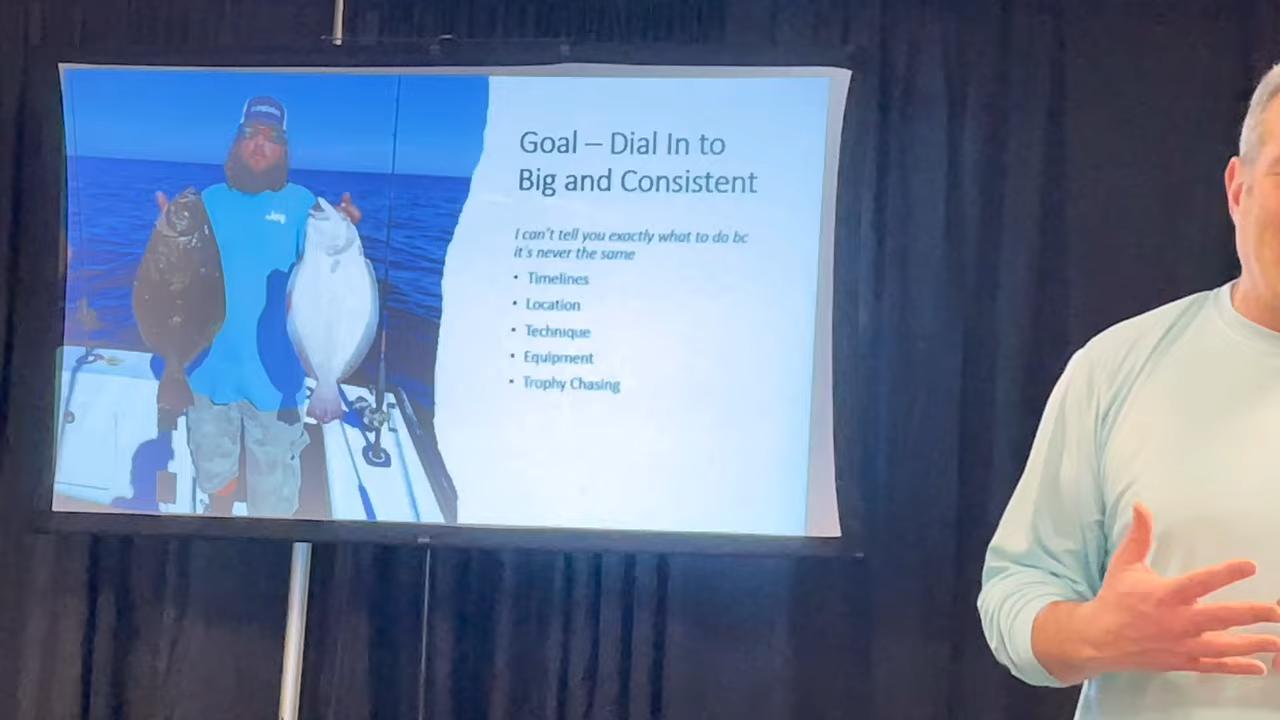 Goal – Dial In to
Big and Consistent
I can't tell you exactly what to do bc
it's never the same
• Timelines
• Location
• Technique
• Equipment
• Trophy Chasing